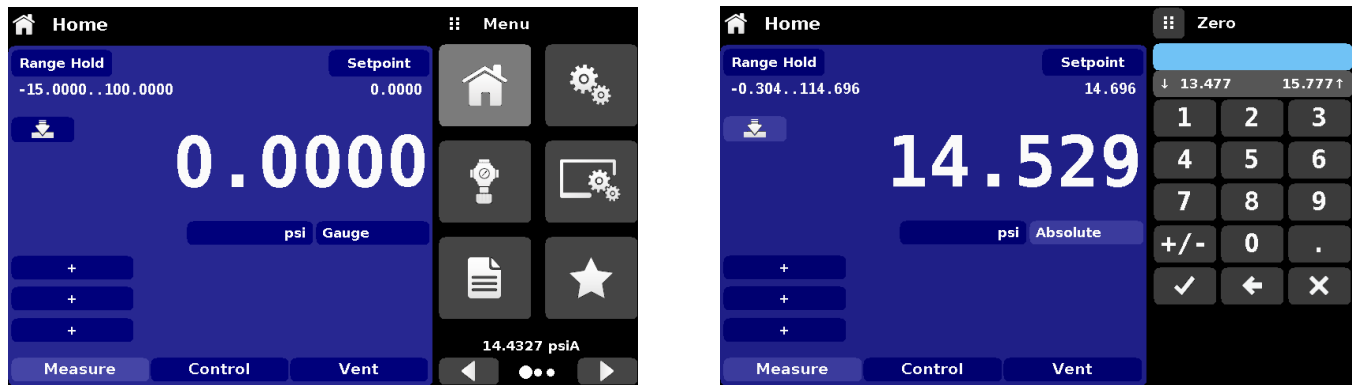 Home
Menu
Range Hold
Setpoint
-15.0000..100.0000
0.0000
0.0000
psi
Gauge
+
+
+
14.4327 psiA
Measure
Control
Vent
Home
Zero
Range Hold
Setpoint
-0.304..114.696
14.696
↓ 13.477 15.777↑
14.529
1 2 3
4 5 6
7 8 9
psi
Absolute
+/- 0 .
+
+
+
Measure
Control
Vent